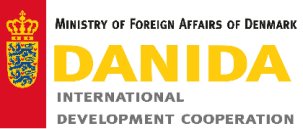 MINISTRY OF FOREIGN AFFAIRS OF DENMARK
DANIDA
INTERNATIONAL
DEVELOPMENT COOPERATION